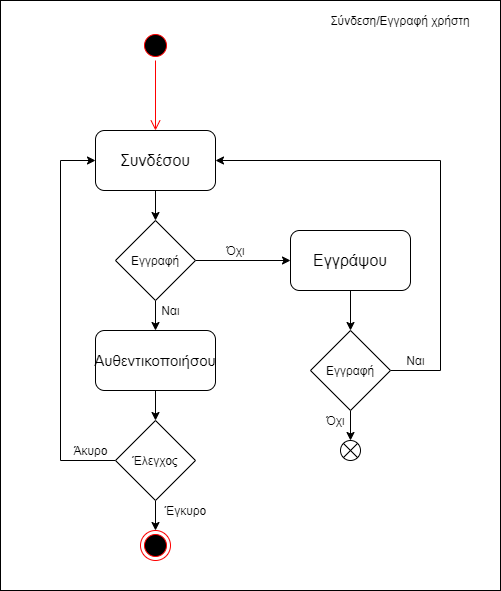 Σύνδεση/Εγγραφή χρήστη
Συνδέσου
Εγγραφή
Όχι
Εγγράψου
Ναι
Αυθεντικοποιήσου
Εγγραφή
Ναι
Όχι
Άκυρο
Έλεγχος
Έγκυρο